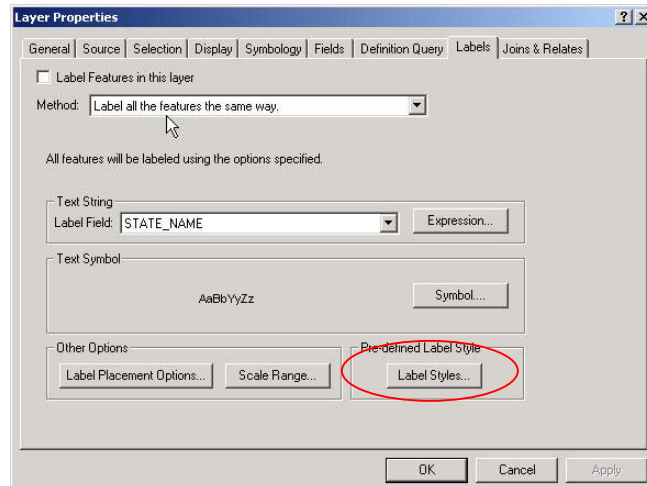 Layer Properties
General Source Selection Display Symbology Fields Definition Query Labels Joins & Relates
Label Features in this layer
Method: Label all the features the same way.
All features will be labeled using the options specified.
Text String
Label Field: STATE_NAME Expression...
Text Symbol
AaBbYyZz Symbol....
Other Options Pre-defined Label Style
Label Placement Options... Scale Range... Label Styles...
OK Cancel Apply